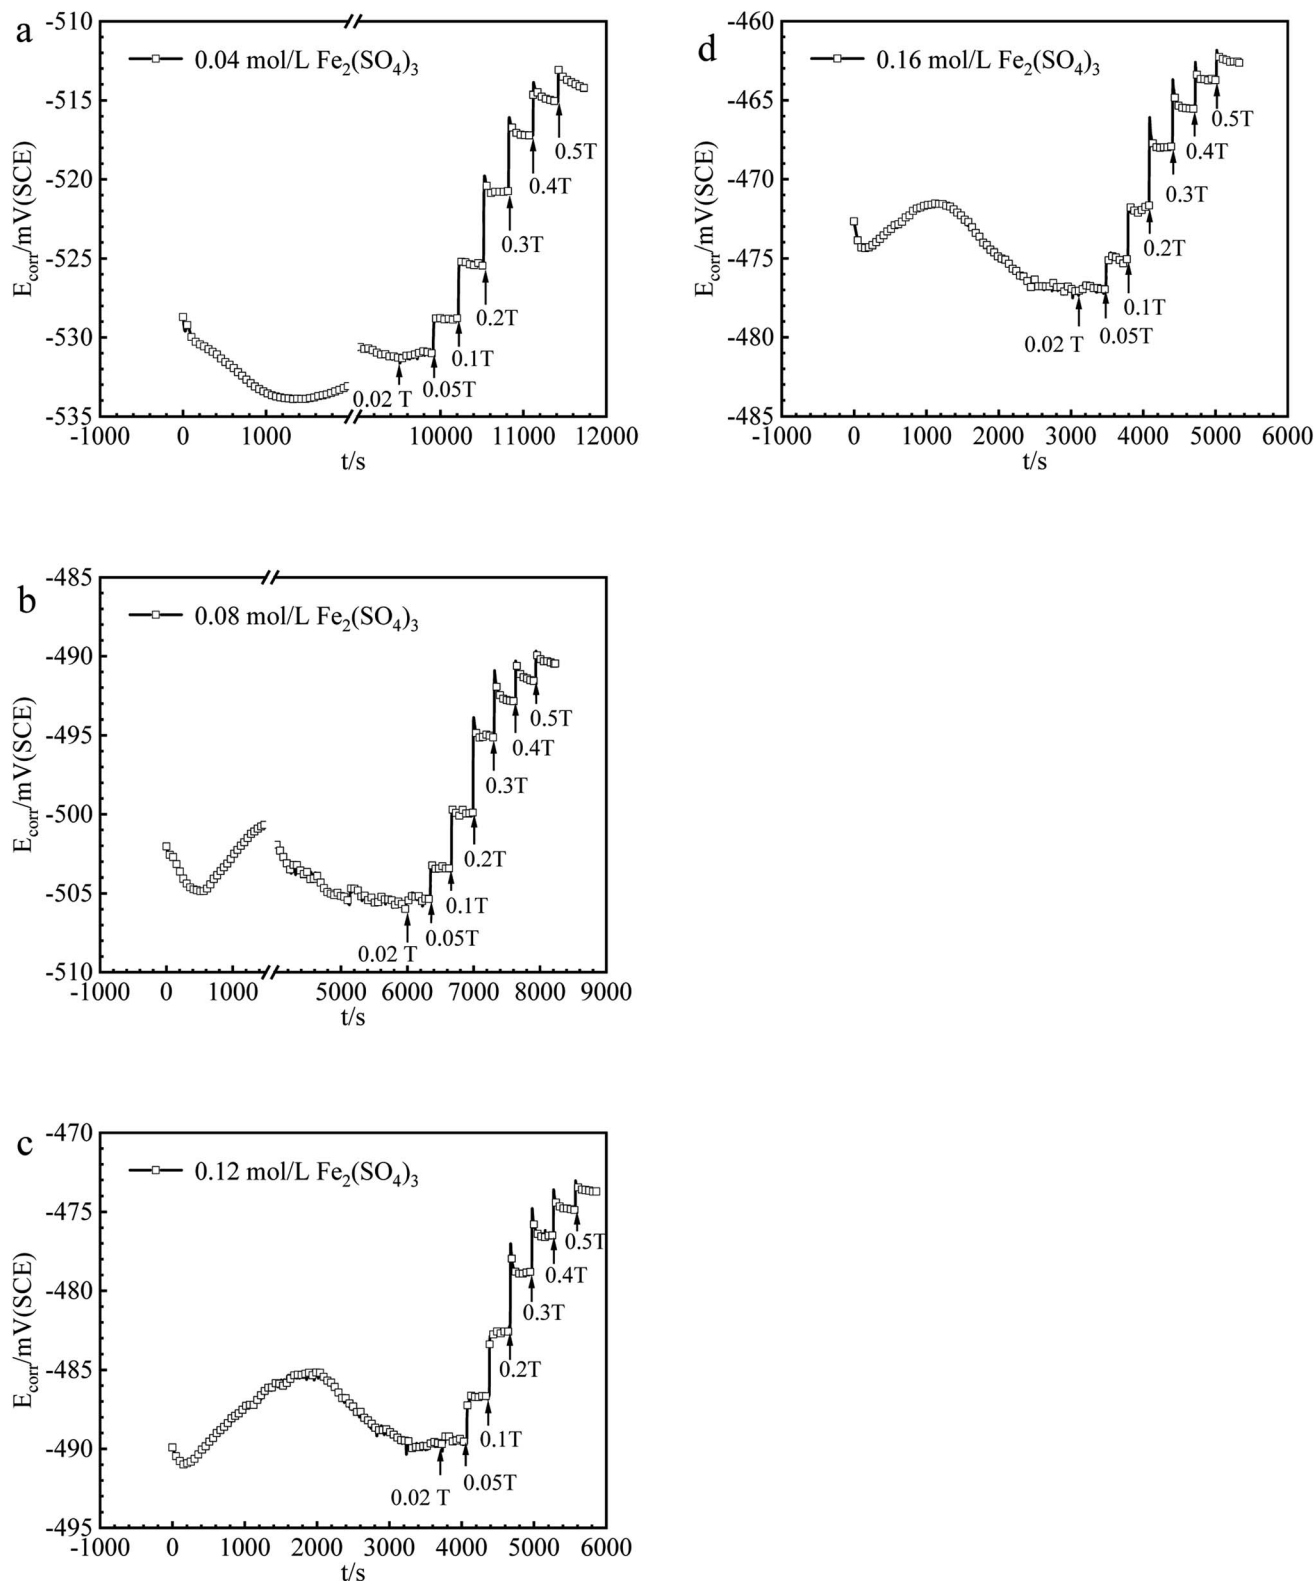 a
-510
-515
-520
-525
-530
-535
E_corr/mV(SCE)
0.04 mol/L Fe₂(SO₄)₃
0.02 T
0.05T
0.1T
0.2T
0.3T
0.4T
0.5T
-1000 0 1000 10000 11000 12000
t/s
d
-460
-465
-470
-475
-480
-485
E_corr/mV(SCE)
0.16 mol/L Fe₂(SO₄)₃
0.02 T
0.05T
0.1T
0.2T
0.3T
0.4T
0.5T
-1000 0 1000 2000 3000 4000 5000 6000
t/s
b
-485
-490
-495
-500
-505
-510
E_corr/mV(SCE)
0.08 mol/L Fe₂(SO₄)₃
0.02 T
0.05T
0.1T
0.2T
0.3T
0.4T
0.5T
-1000 0 1000 5000 6000 7000 8000 9000
t/s
c
-470
-475
-480
-485
-490
-495
E_corr/mV(SCE)
0.12 mol/L Fe₂(SO₄)₃
0.02 T
0.05T
0.1T
0.2T
0.3T
0.4T
0.5T
-1000 0 1000 2000 3000 4000 5000 6000
t/s